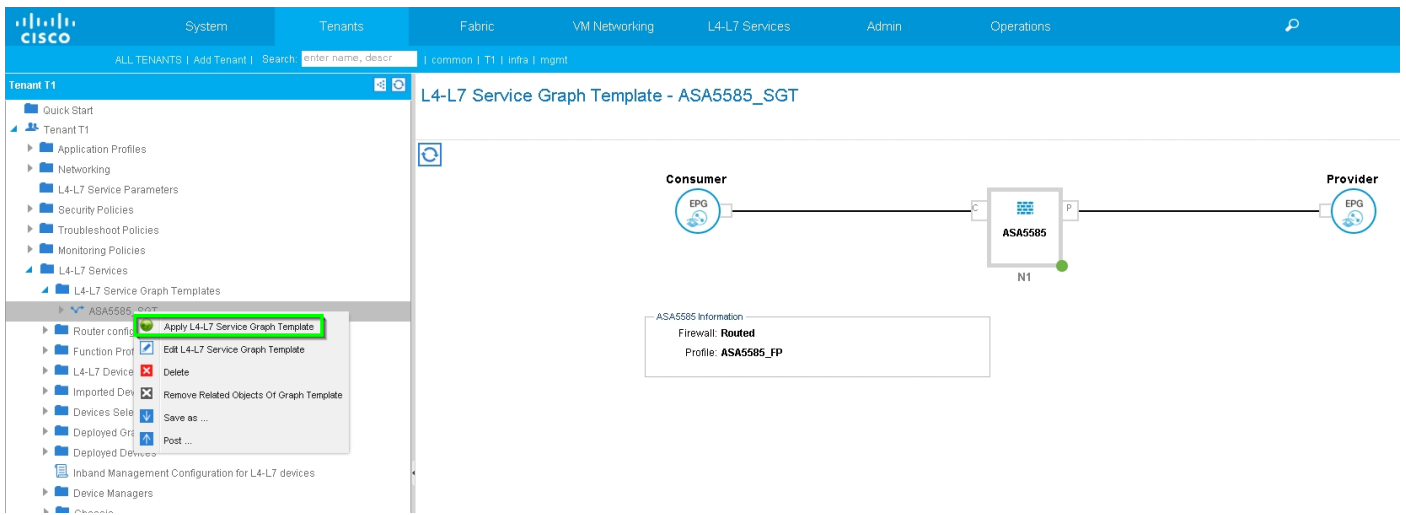 CISCO
System Tenants Fabric VM Networking L4-L7 Services Admin Operations
ALL TENANTS | Add Tenant | Search: enter name, descr | common | T1 | infra | mgmt
Tenant T1
Quick Start
Tenant T1
Application Profiles
Networking
L4-L7 Service Parameters
Security Policies
Troubleshoot Policies
Monitoring Policies
L4-L7 Services
L4-L7 Service Graph Templates
ASA5585_SGT
Router config
Function Prof
L4-L7 Device
Imported Dev
Devices Sele
Deployed Gra
Deployed Devices
Inband Management Configuration for L4-L7 devices
Device Managers
Chassis
Apply L4-L7 Service Graph Template
Edit L4-L7 Service Graph Template
Delete
Remove Related Objects Of Graph Template
Save as ...
Post ...
L4-L7 Service Graph Template - ASA5585_SGT
Consumer
EPG
C
P
ASA5585
N1
Provider
EPG
ASA5585 Information
Firewall: Routed
Profile: ASA5585_FP